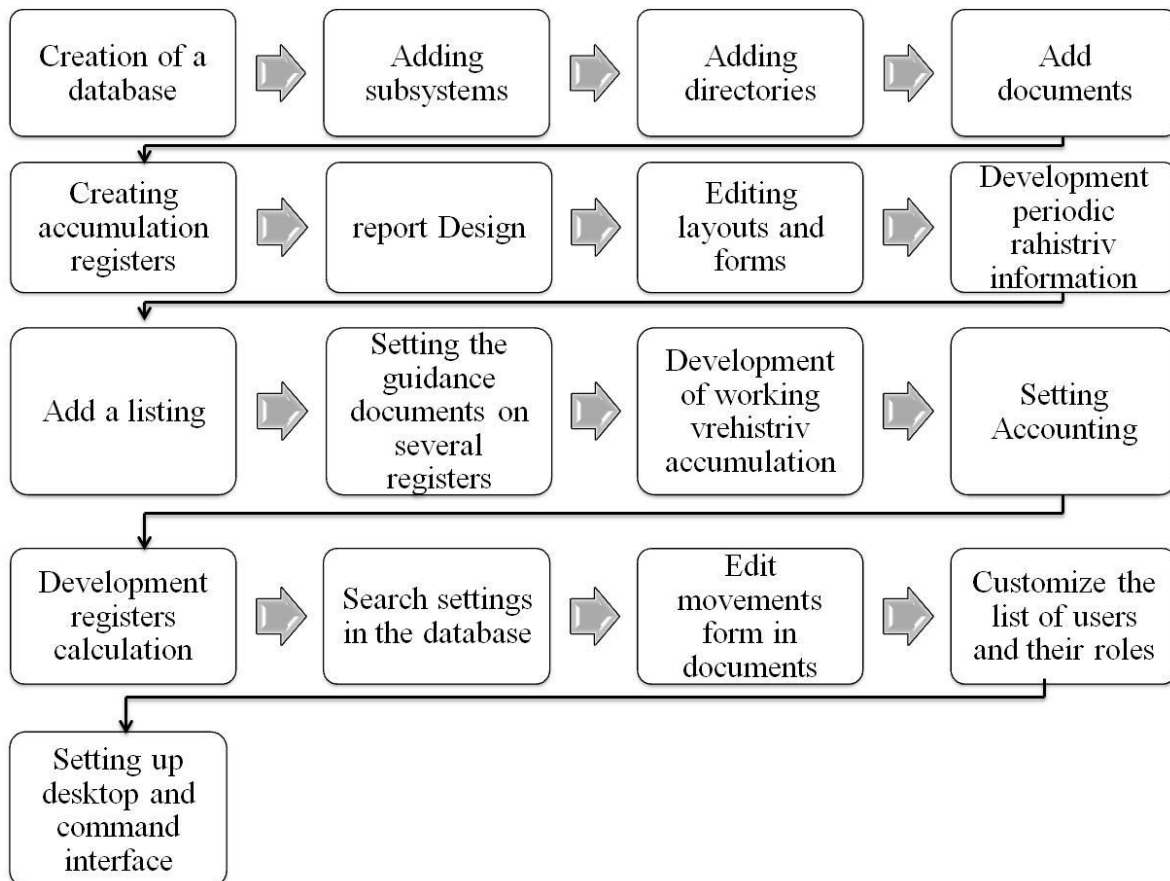 Creation of a
database
Adding
subsystems
Adding
directories
Add
documents
Creating
accumulation
registers
report Design
Editing
layouts and
forms
Development
periodic
rahistriv
information
Add a listing
Setting the
guidance
documents on
several
registers
Development
of working
vrehistriv
accumulation
Setting
Accounting
Development
registers
calculation
Search settings
in the database
Edit
movements
form in
documents
Customize the
list of users
and their roles
Setting up
desktop and
command
interface